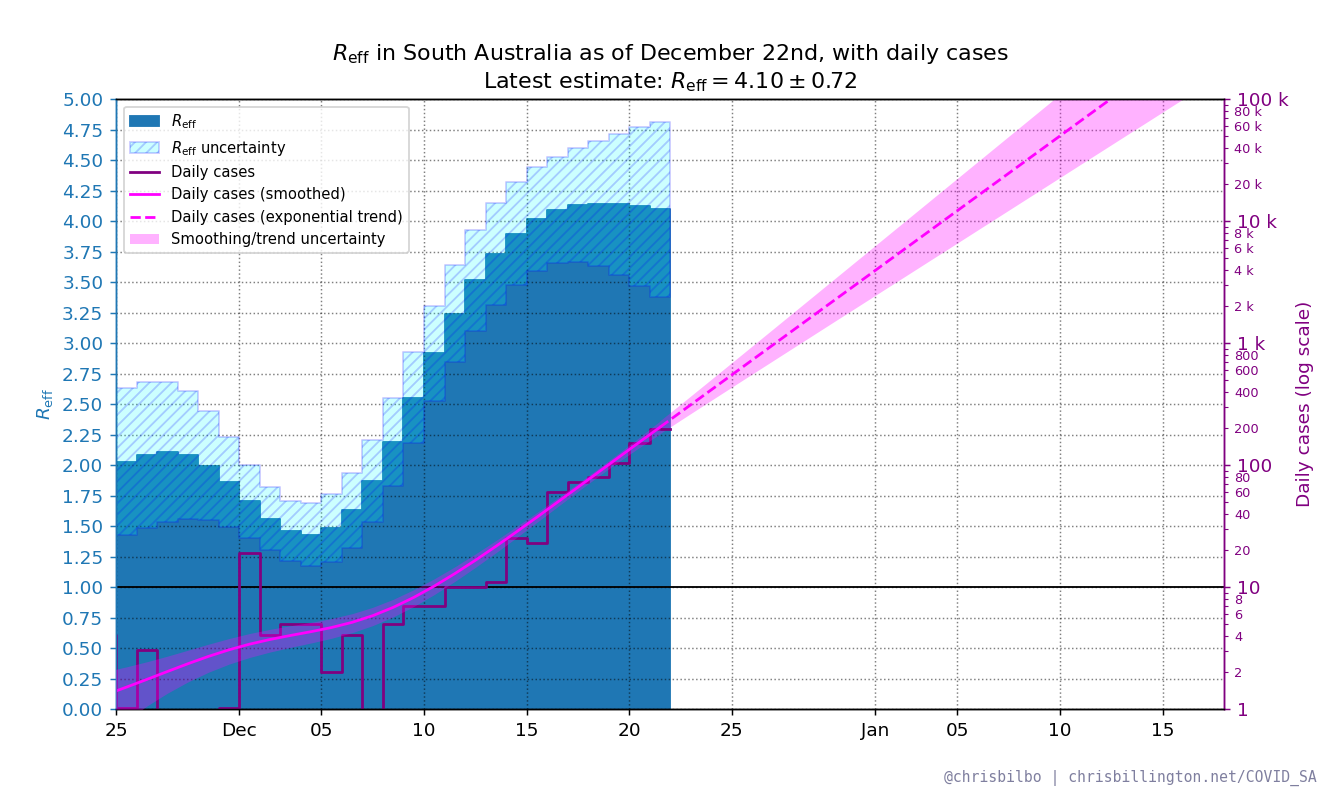 R_eff in South Australia as of December 22nd, with daily cases
Latest estimate: R_eff = 4.10 ± 0.72
R_eff
R_eff uncertainty
Daily cases
Daily cases (smoothed)
Daily cases (exponential trend)
Smoothing/trend uncertainty
R_eff
5.00
4.75
4.50
4.25
4.00
3.75
3.50
3.25
3.00
2.75
2.50
2.25
2.00
1.75
1.50
1.25
1.00
0.75
0.50
0.25
0.00
25
Dec
05
10
15
20
25
Jan
05
10
15
100 k
80 k
60 k
40 k
20 k
10 k
8 k
6 k
4 k
2 k
1 k
800
600
400
200
100
80
60
40
20
10
8
6
4
2
1
Daily cases (log scale)
@chrisbilbo | chrisbillington.net/COVID_SA